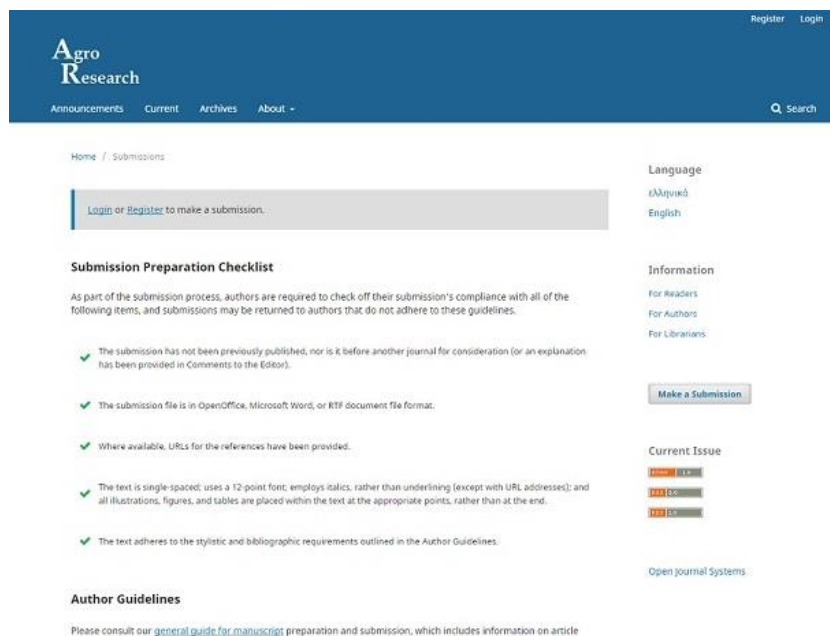 Register Login
Agro
Research
Announcements Current Archives About
Search
Home / Submissions
Login or Register to make a submission.
Submission Preparation Checklist
As part of the submission process, authors are required to check off their submission's compliance with all of the
following items, and submissions may be returned to authors that do not adhere to these guidelines.
The submission has not been previously published, nor is it before another journal for consideration (or an explanation
has been provided in Comments to the Editor).
The submission file is in OpenOffice, Microsoft Word, or RTF document file format.
Where available, URLs for the references have been provided.
The text is single-spaced; uses a 12-point font; employs italics, rather than underlining (except with URL addresses); and
all illustrations, figures, and tables are placed within the text at the appropriate points, rather than at the end.
The text adheres to the stylistic and bibliographic requirements outlined in the Author Guidelines.
Author Guidelines
Please consult our general guide for manuscript preparation and submission, which includes information on article
Language
ελληνικά
English
Information
For Readers
For Authors
For Librarians
Make a Submission
Current Issue
Open Journal Systems